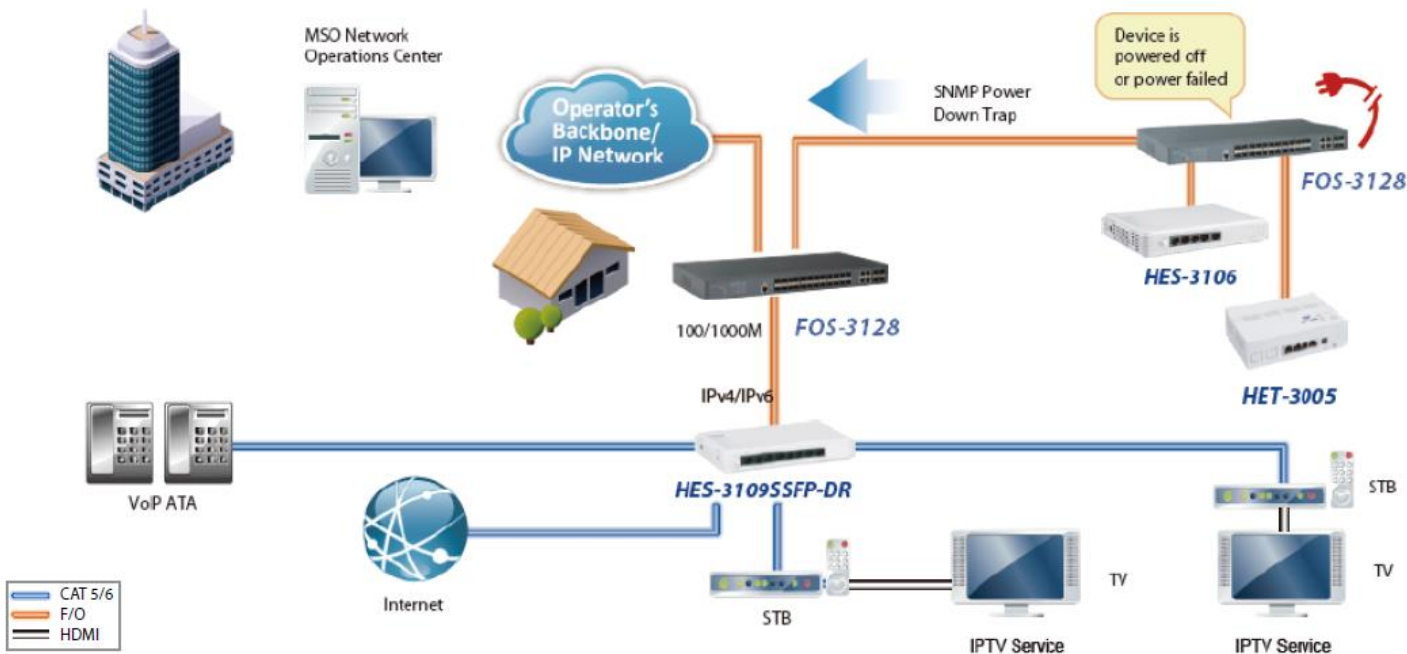 MSO Network
Operations Center
Operator's
Backbone/
IP Network
SNMP Power
Down Trap
Device is
powered off
or power failed
FOS-3128
HES-3106
HET-3005
100/1000M
FOS-3128
IPv4/IPv6
HES-3109SSFP-DR
VoIP ATA
Internet
STB
TV
IPTV Service
STB
TV
IPTV Service
CAT 5/6
F/O
HDMI